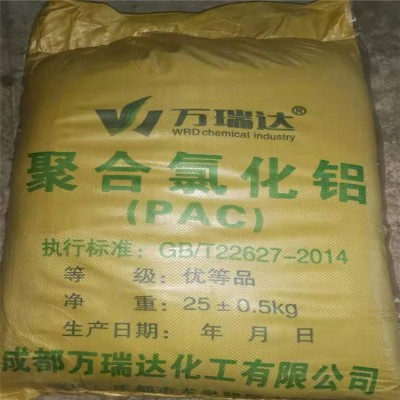 万瑞达®
WRD chemical industry
聚合氯化铝
(PAC)
执行标准：GB/T22627-2014
等 级：优等品
净 重：25±0.5kg
生产日期： 年 月 日
成都万瑞达化工有限公司